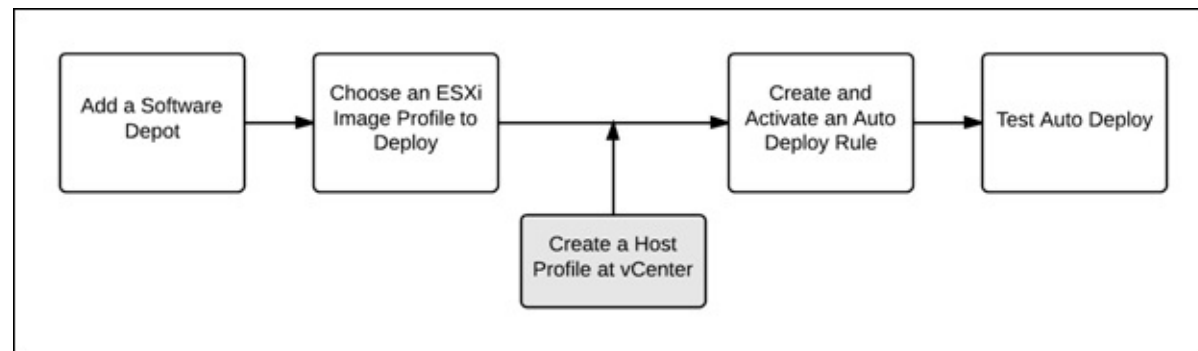 Add a Software
Depot
Choose an ESXi
Image Profile to
Deploy
Create and
Activate an Auto
Deploy Rule
Test Auto Deploy
Create a Host
Profile at vCenter